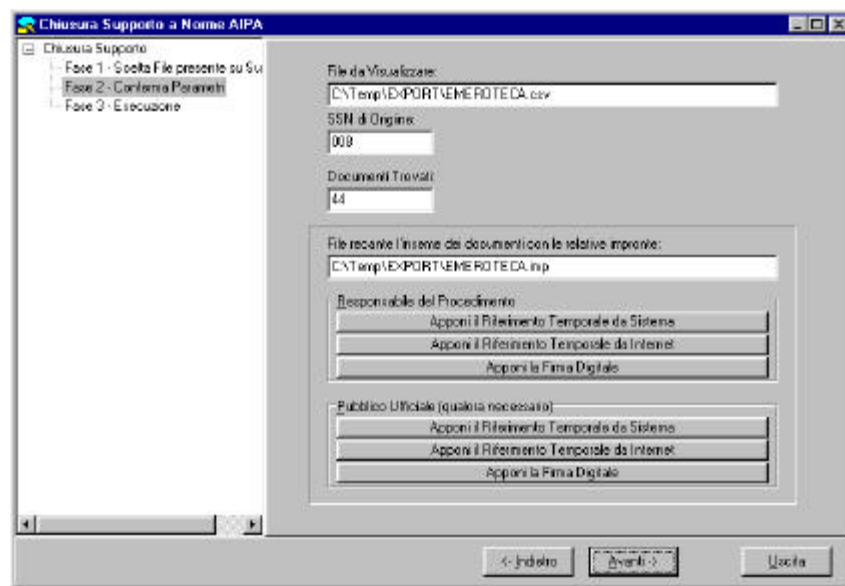 Chiusura Supporto a Norme AIPA
Chiusura Supporto
Fase 1 - Scelta File presente su Su
Fase 2 - Conferma Parametri
Fase 3 - Esecuzione
File da Visualizzare:
C:\Temp\EXPORT\EMEROTECA.csv
SSN di Origine:
009
Documenti Trovati:
44
File recante l'insieme dei documenti con le relative impronte:
C:\Temp\EXPORT\EMEROTECA.imp
Responsabile del Procedimento
Apponi il Riferimento Temporale da Sistema
Apponi il Riferimento Temporale da Internet
Apponi la Firma Digitale
Pubblico Ufficiale (qualora necessario)
Apponi il Riferimento Temporale da Sistema
Apponi il Riferimento Temporale da Internet
Apponi la Firma Digitale
<- Indietro
Avanti ->
Uscita